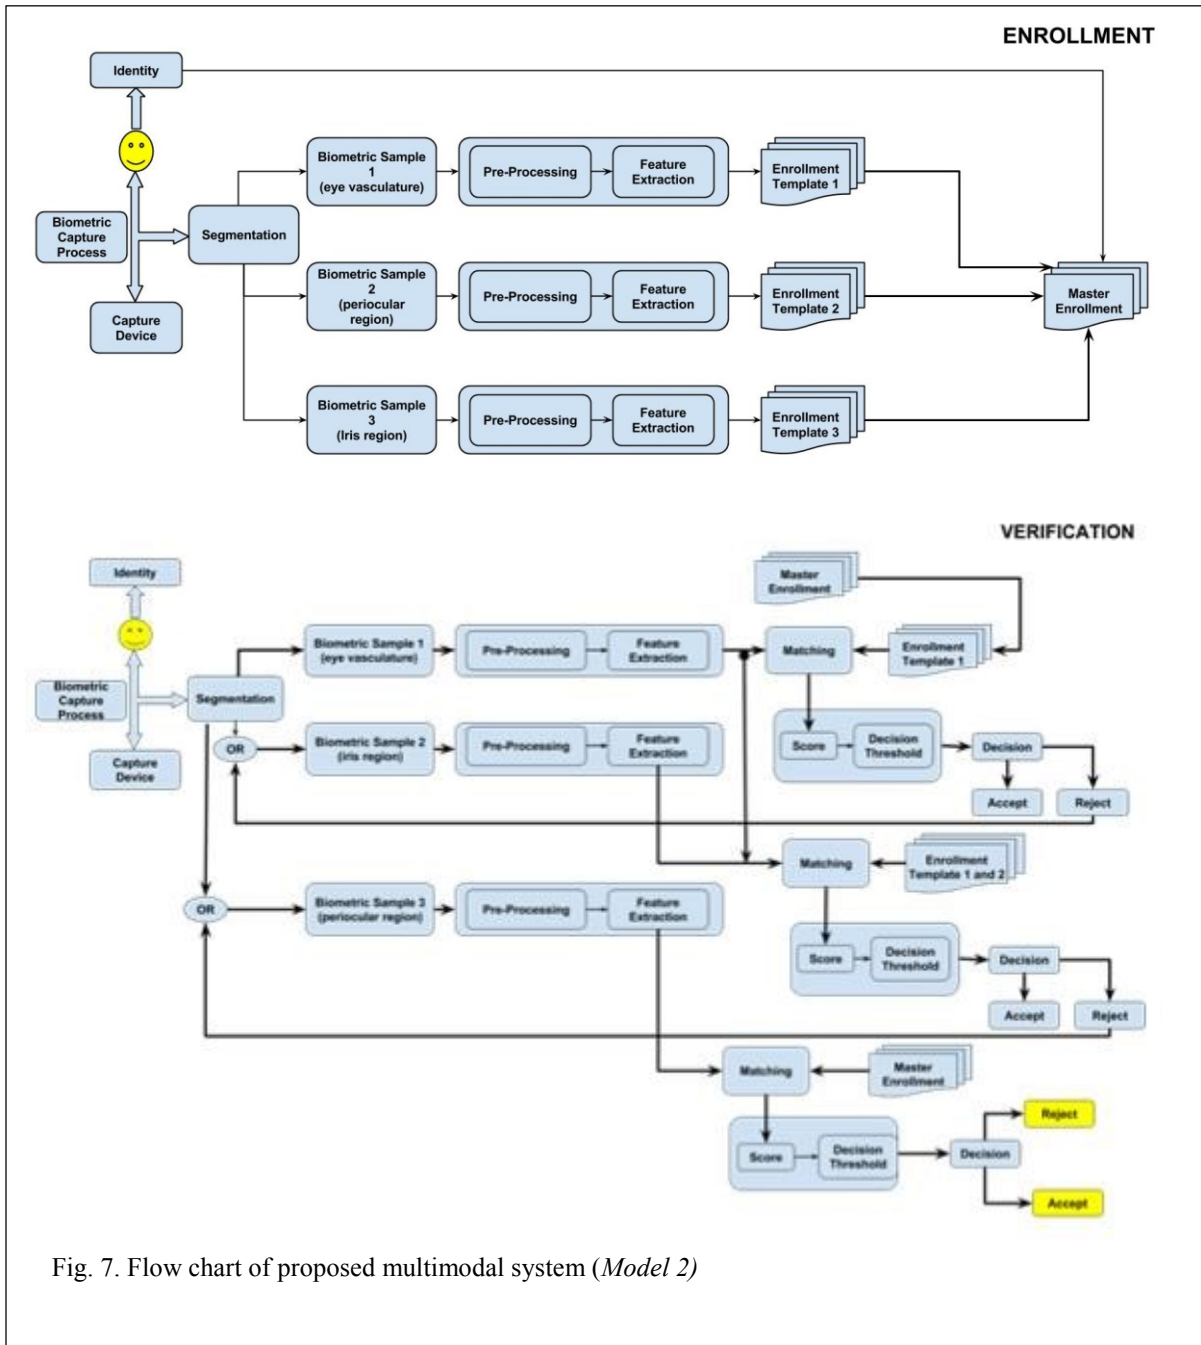 ENROLLMENT
Identity
Biometric
Capture
Process
Capture
Device
Segmentation
Biometric Sample
1
(eye vasculature)
Pre-Processing
Feature
Extraction
Enrollment
Template 1
Biometric Sample
2
(periocular
region)
Pre-Processing
Feature
Extraction
Enrollment
Template 2
Master
Enrollment
Biometric Sample
3
(Iris region)
Pre-Processing
Feature
Extraction
Enrollment
Template 3
VERIFICATION
Identity
Biometric
Capture
Process
Capture
Device
Segmentation
Master
Enrollment
Biometric Sample 1
(eye vasculature)
Pre-Processing
Feature
Extraction
Matching
Enrollment
Template 1
OR
Biometric Sample 2
(iris region)
Pre-Processing
Feature
Extraction
Score
Decision
Threshold
Decision
Accept
Reject
Matching
Enrollment
Template 1 and 2
OR
Biometric Sample 3
(periocular region)
Pre-Processing
Feature
Extraction
Score
Decision
Threshold
Decision
Accept
Reject
Matching
Master
Enrollment
Score
Decision
Threshold
Decision
Reject
Accept
Fig. 7. Flow chart of proposed multimodal system (Model 2)